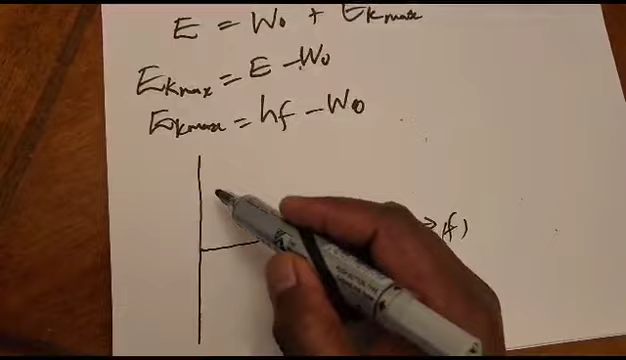 E = W₀ + Eₖₘₐₓ
Eₖₘₐₓ = E - W₀
Eₖₘₐₓ = hf - W₀
→ (f)